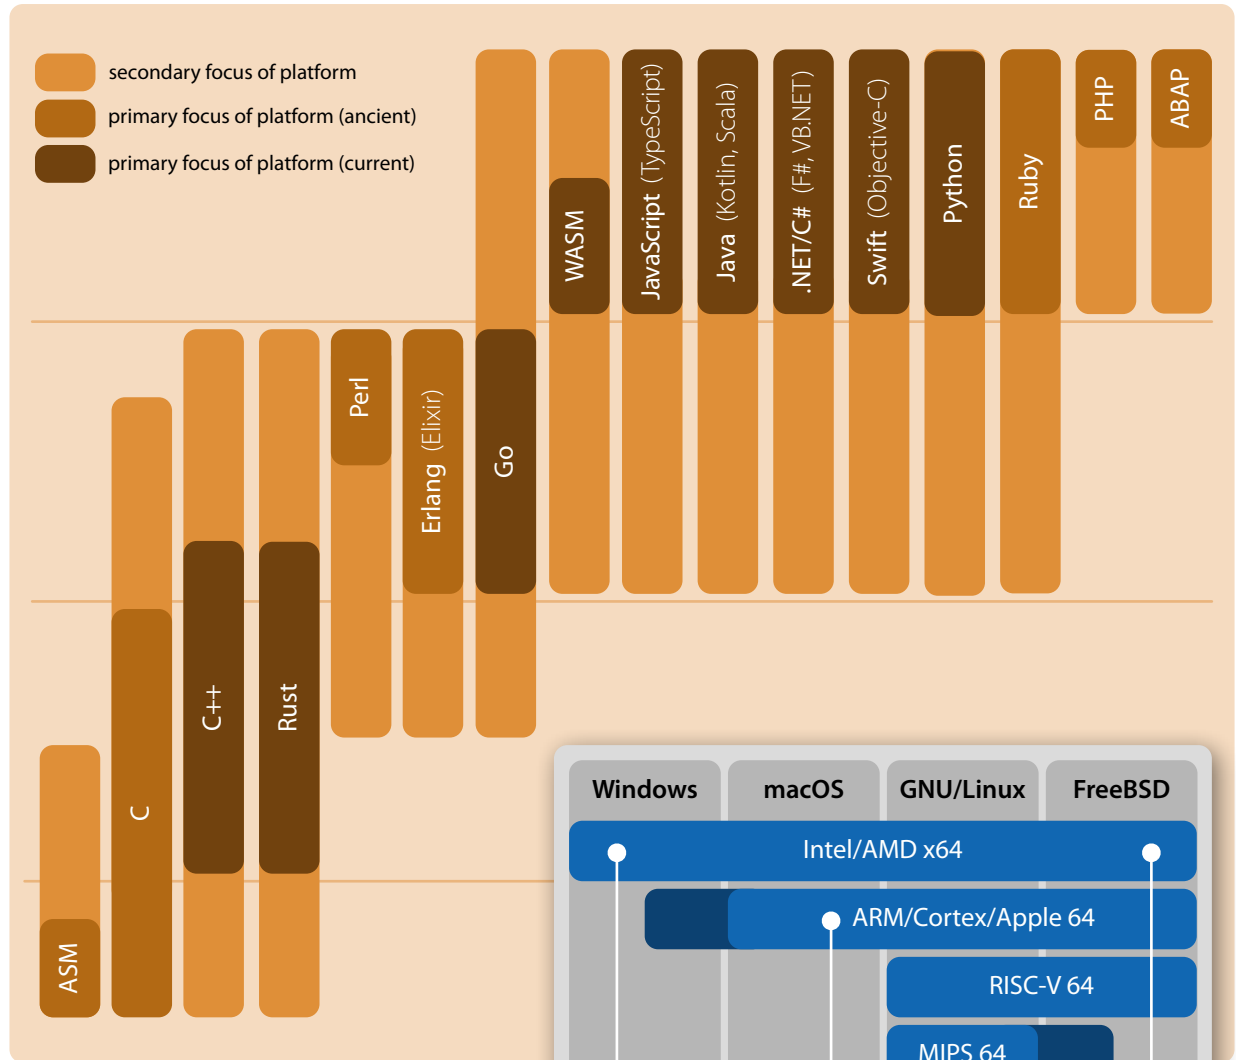 secondary focus of platform
primary focus of platform (ancient)
primary focus of platform (current)
ASM
C
C++
Rust
Perl
Erlang (Elixir)
Go
WASM
JavaScript (TypeScript)
Java (Kotlin, Scala)
.NET/C# (F#, VB.NET)
Swift (Objective-C)
Python
Ruby
PHP
ABAP
Windows
macOS
GNU/Linux
FreeBSD
Intel/AMD x64
ARM/Cortex/Apple 64
RISC-V 64
MIPS 64